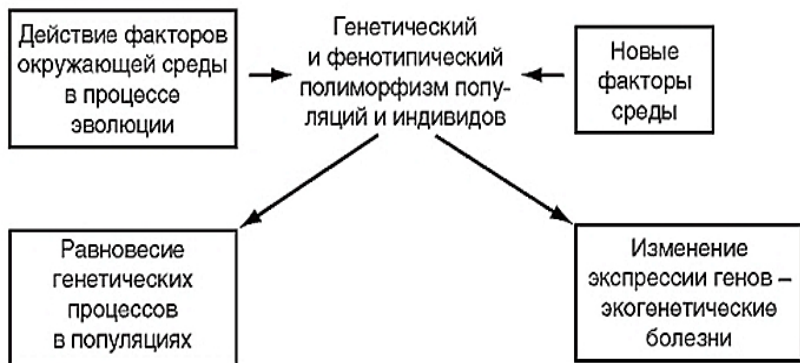 Действие факторов
окружающей среды
в процессе
эволюции
Генетический
и фенотипический
полиморфизм попу-
ляций и индивидов
Новые
факторы
среды
Равновесие
генетических
процессов
в популяциях
Изменение
экспрессии генов –
экогенетические
болезни